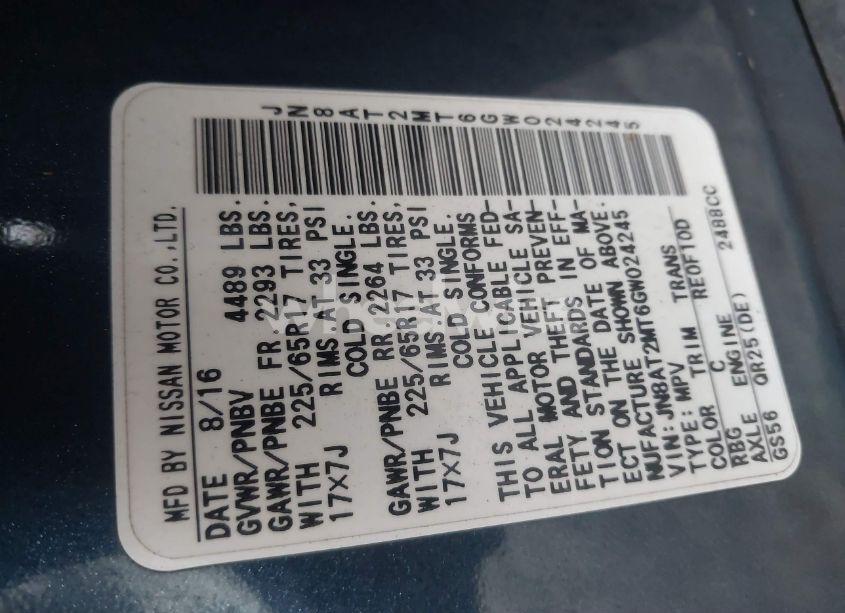 JN8AT2MT6GW024245
MFD BY NISSAN MOTOR CO.,LTD.
DATE 8/16
GVWR/PNBV 4489 LBS.
GAWR/PNBE FR 2293 LBS.
WITH 225/65R17 TIRES,
17X7J RIMS AT 33 PSI
COLD SINGLE.
GAWR/PNBE RR 2264 LBS.
WITH 225/65R17 TIRES,
17X7J RIMS AT 33 PSI
COLD SINGLE.
THIS VEHICLE CONFORMS
TO ALL APPLICABLE FED-
ERAL MOTOR VEHICLE SA-
FETY AND THEFT PREVEN-
TION STANDARDS IN EFF-
ECT ON THE DATE OF MA-
NUFACTURE SHOWN ABOVE.
VIN:JN8AT2MT6GW024245
TYPE:MPV
COLOR TRIM TRANS
RBG C RE0F10D
AXLE ENGINE
GS56 QR25(DE) 2488CC